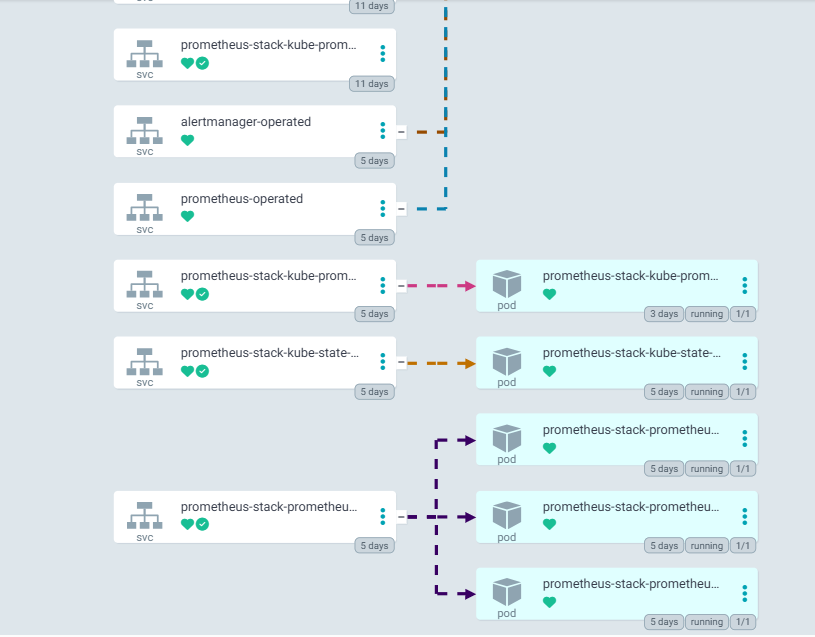 11 days
prometheus-stack-kube-prom...
svc
11 days
alertmanager-operated
svc
5 days
prometheus-operated
svc
5 days
prometheus-stack-kube-prom...
svc
5 days
prometheus-stack-kube-prom...
pod
3 days running 1/1
prometheus-stack-kube-state-...
svc
5 days
prometheus-stack-kube-state-...
pod
5 days running 1/1
prometheus-stack-prometheu...
pod
5 days running 1/1
prometheus-stack-prometheu...
svc
5 days
prometheus-stack-prometheu...
pod
5 days running 1/1
prometheus-stack-prometheu...
pod
5 days running 1/1